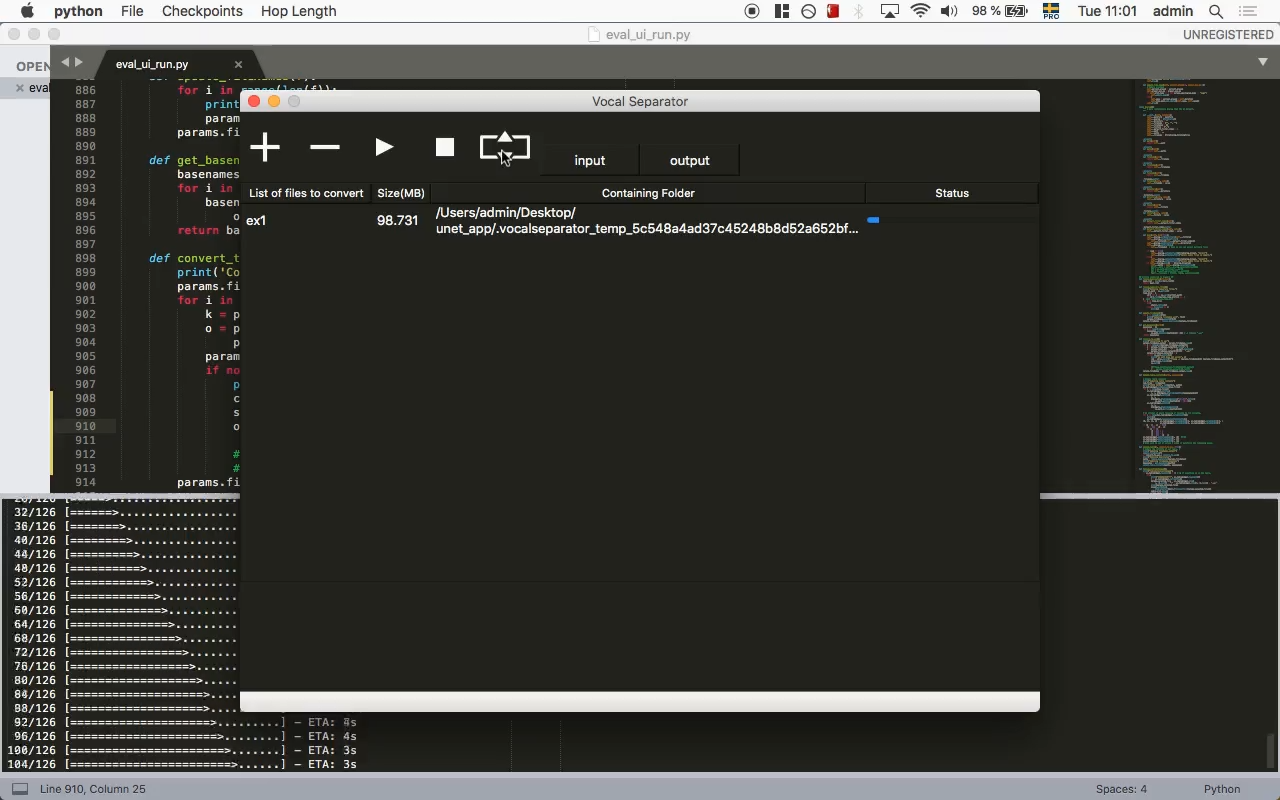 python File Checkpoints Hop Length 98 % PRO Tue 11:01 admin
eval_ui_run.py UNREGISTERED
OPEN eval_ui_run.py ×
× eval
886 for i in range(len(f)):
887 print
888 param
889 params.fi
890
891 def get_basen
892 basenames
893 for i in
894 basen
895 o
896 return ba
897
898 def convert_t
899 print('Co
900 params.fi
901 for i in
902 k = p
903 o = p
904 p
905 param
906 if no
907 p
908 c
909 s
910 o
911
912 #
913 #
914 params.fi
Vocal Separator
input output
List of files to convert Size(MB) Containing Folder Status
ex1 98.731 /Users/admin/Desktop/
unet_app/.vocalseparator_temp_5c548a4ad37c45248b8d52a652bf...
32/126 [======>..................
36/126 [=======>.................
40/126 [========>................
44/126 [=========>...............
48/126 [==========>..............
52/126 [===========>.............
56/126 [============>............
60/126 [=============>...........
64/126 [==============>..........
68/126 [===============>.........
72/126 [================>........
76/126 [=================>.......
80/126 [==================>......
84/126 [===================>.....
88/126 [===================>.....
92/126 [====================>.........] - ETA: 4s
96/126 [=====================>........] - ETA: 4s
100/126 [======================>.......] - ETA: 3s
104/126 [=======================>......] - ETA: 3s
Line 910, Column 25 Spaces: 4 Python